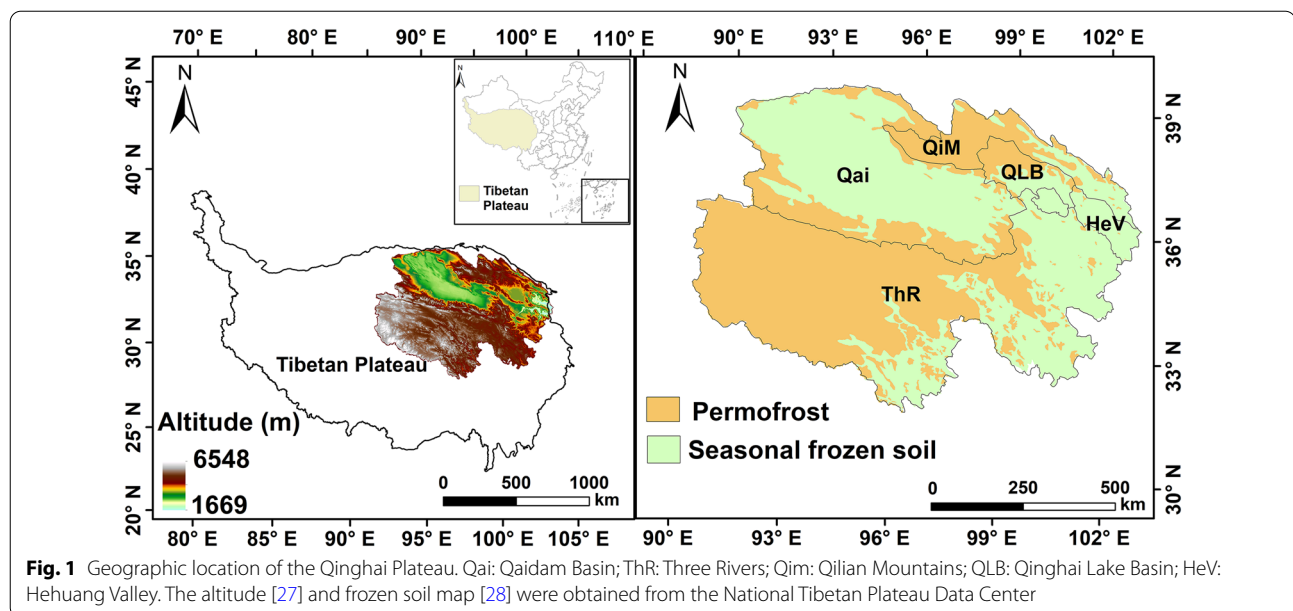 70° E 80° E 90° E 100° E 110° E
N
45° N
40° N
35° N
30° N
25° N
20° N
N
Tibetan
Plateau
Tibetan Plateau
Altitude (m)
6548
1669
0 500 1000
km
80° E 85° E 90° E 95° E 100° E 105° E
90° E 93° E 96° E 99° E 102° E
N
39° N
36° N
33° N
30° N
QiM
Qai
QLB
HeV
ThR
Permofrost
Seasonal frozen soil
0 250 500
km
90° E 93° E 96° E 99° E 102° E
Fig. 1 Geographic location of the Qinghai Plateau. Qai: Qaidam Basin; ThR: Three Rivers; Qim: Qilian Mountains; QLB: Qinghai Lake Basin; HeV:
Hehuang Valley. The altitude [27] and frozen soil map [28] were obtained from the National Tibetan Plateau Data Center